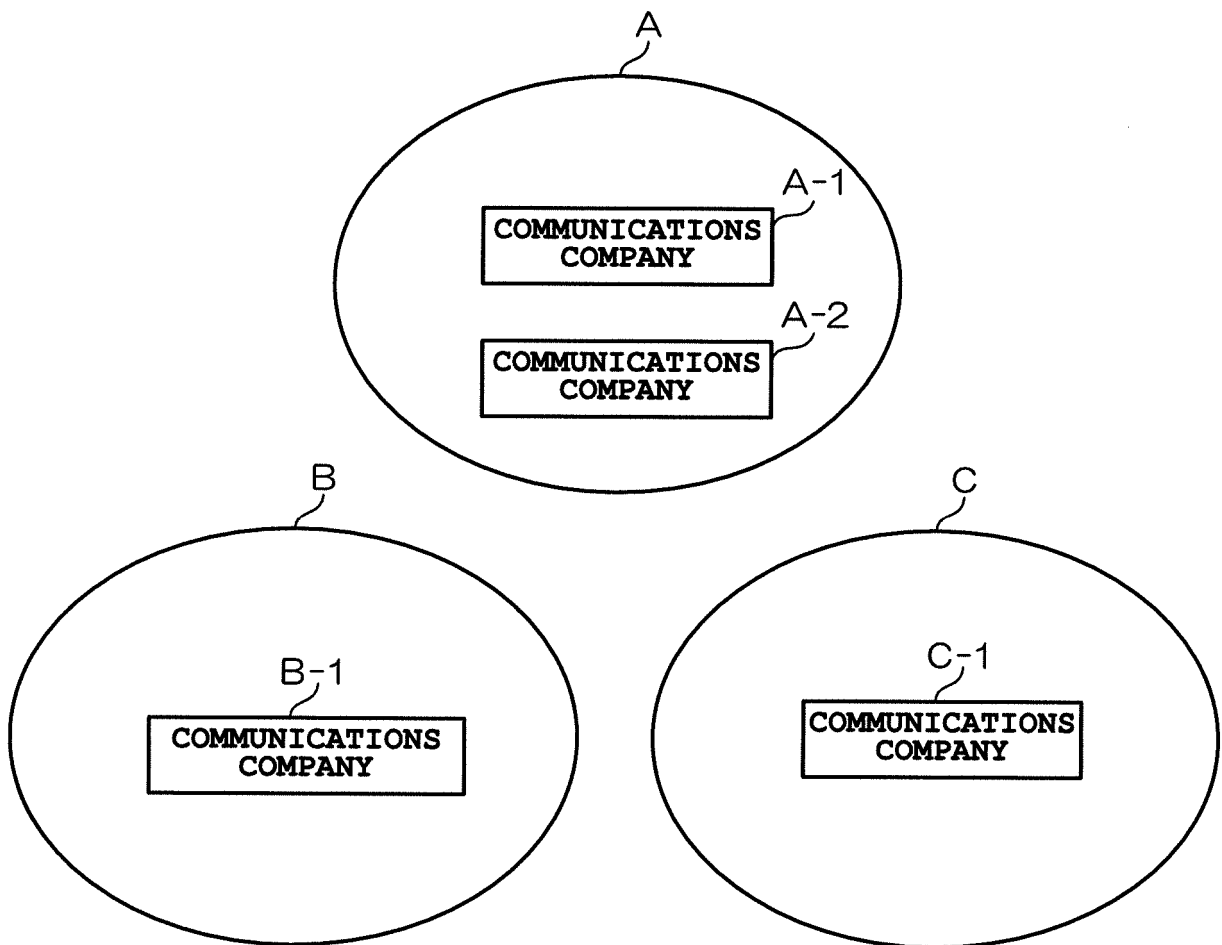 A
A-1
COMMUNICATIONS
COMPANY
A-2
COMMUNICATIONS
COMPANY
B
C
B-1
COMMUNICATIONS
COMPANY
C-1
COMMUNICATIONS
COMPANY